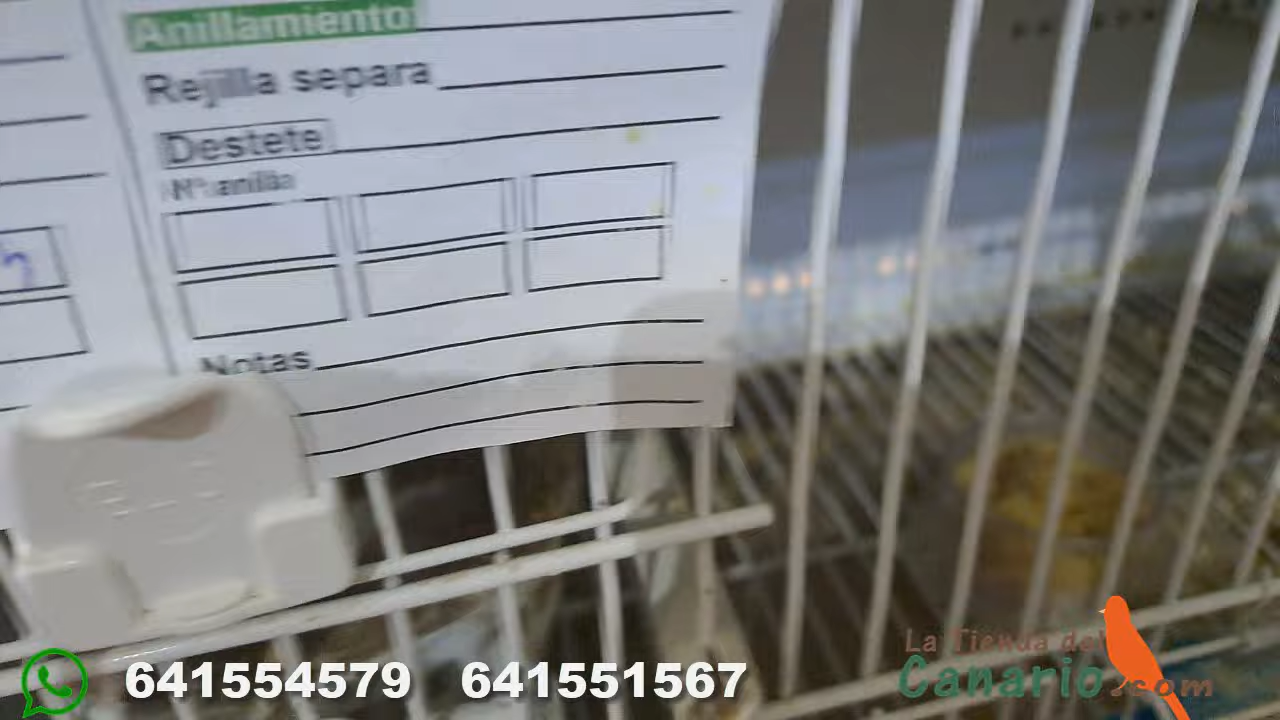 Anillamiento
Rejilla separa
Destete
Nº anilla
Notas
641554579 641551567
La Tienda del
Canario.com